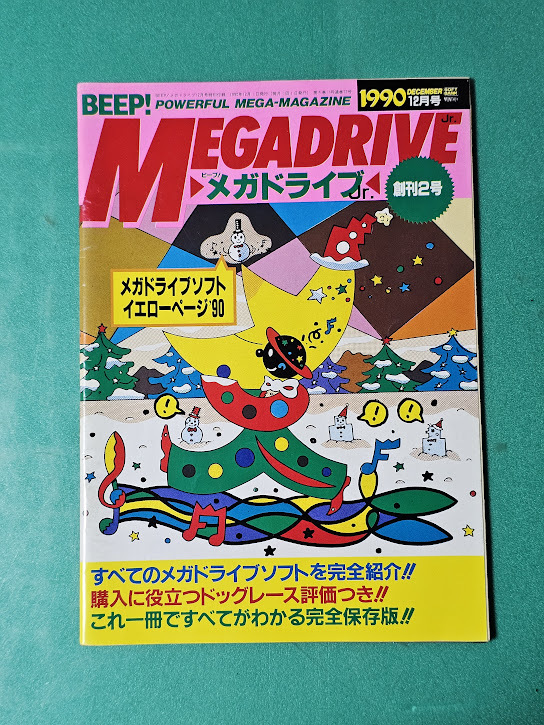 BEEP! POWERFUL MEGA-MAGAZINE
1990 DECEMBER 12月号
SOFT BANK
MEGADRIVE Jr.
ビープ!
メガドライブ Jr.
創刊2号
メガドライブソフト
イエローページ'90
すべてのメガドライブソフトを完全紹介!!
購入に役立つドッグレース評価つき!!
これ一冊ですべてがわかる完全保存版!!